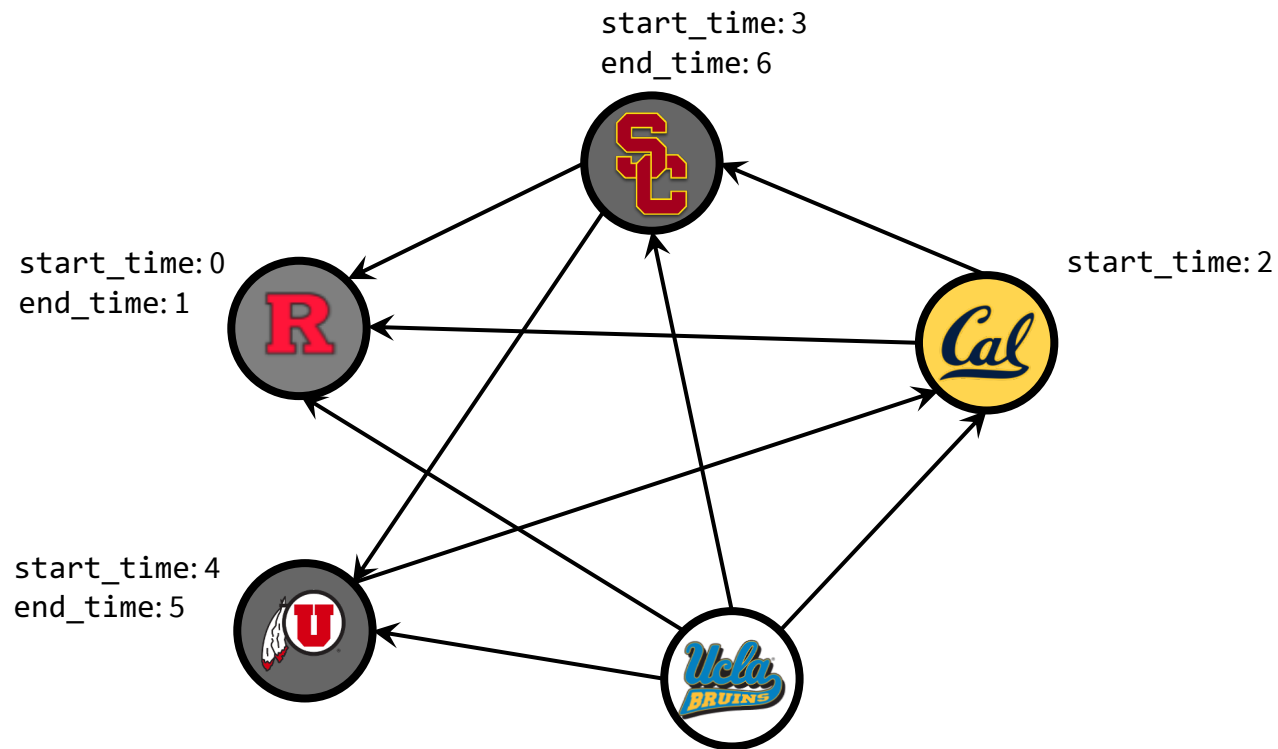 start_time: 3
end_time: 6
SC
start_time: 0
end_time: 1
R
start_time: 2
Cal
start_time: 4
end_time: 5
U
Ucla
BRUINS